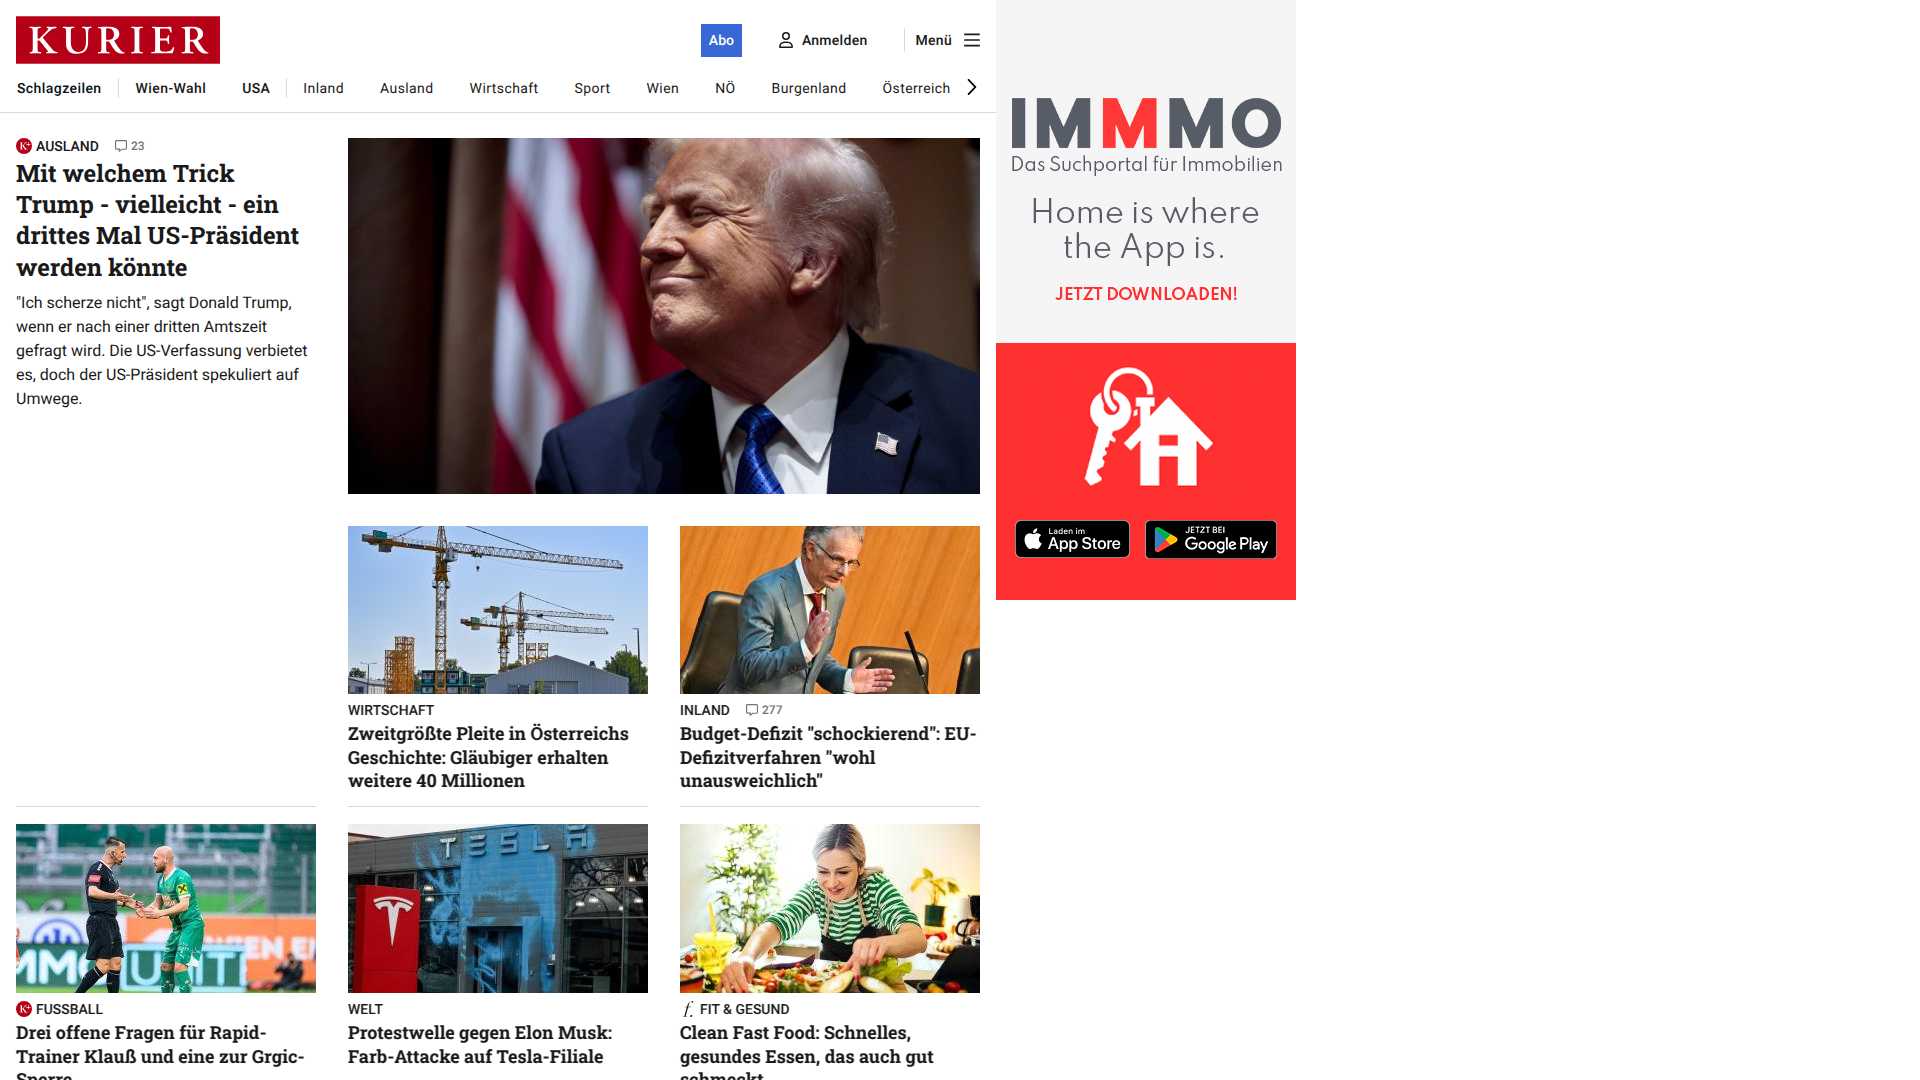 KURIER
Abo
Anmelden
Menü
Schlagzeilen
Wien-Wahl
USA
Inland
Ausland
Wirtschaft
Sport
Wien
NÖ
Burgenland
Österreich
AUSLAND 23
Mit welchem Trick
Trump - vielleicht - ein
drittes Mal US-Präsident
werden könnte
"Ich scherze nicht", sagt Donald Trump,
wenn er nach einer dritten Amtszeit
gefragt wird. Die US-Verfassung verbietet
es, doch der US-Präsident spekuliert auf
Umwege.
WIRTSCHAFT
Zweitgrößte Pleite in Österreichs
Geschichte: Gläubiger erhalten
weitere 40 Millionen
INLAND 277
Budget-Defizit "schockierend": EU-
Defizitverfahren "wohl
unausweichlich"
K+ FUSSBALL
Drei offene Fragen für Rapid-
Trainer Klauß und eine zur Grgic-
Sperre
TESLA
WELT
Protestwelle gegen Elon Musk:
Farb-Attacke auf Tesla-Filiale
f. FIT & GESUND
Clean Fast Food: Schnelles,
gesundes Essen, das auch gut
schmeckt
IMMMO
Das Suchportal für Immobilien
Home is where
the App is.
JETZT DOWNLOADEN!
Laden im
App Store
JETZT BEI
Google Play